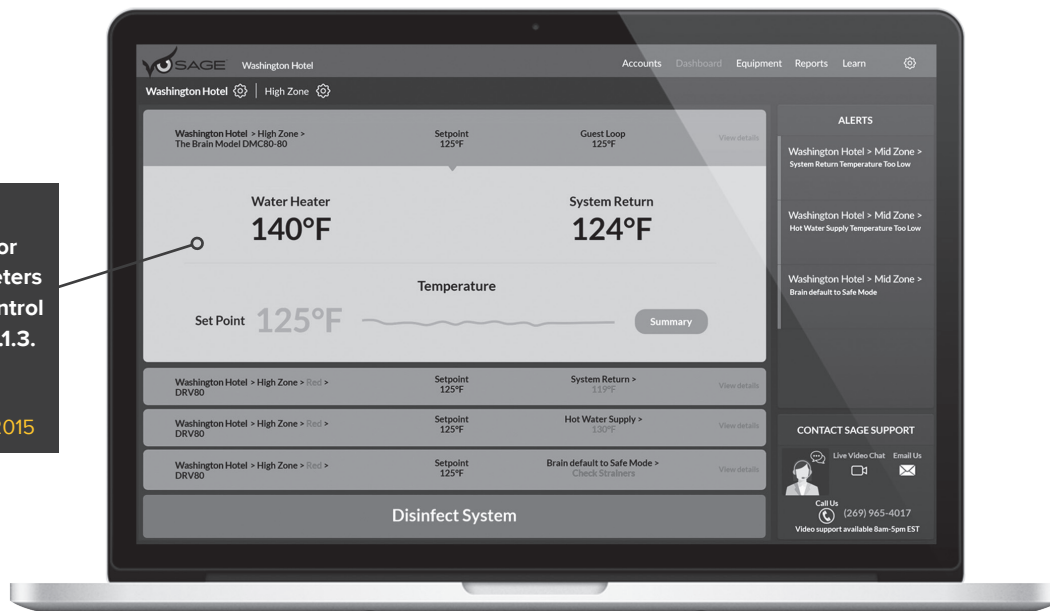 or
eters
ntrol
.1.3.
2015
SAGE Washington Hotel Accounts Dashboard Equipment Reports Learn
Washington Hotel | High Zone
Washington Hotel > High Zone >
The Brain Model DMC80-80
Setpoint
125°F
Guest Loop
125°F
View details
Water Heater
140°F
System Return
124°F
Temperature
Set Point 125°F
Summary
Washington Hotel > High Zone > Red >
DRV80
Setpoint
125°F
System Return >
119°F
View details
Washington Hotel > High Zone > Red >
DRV80
Setpoint
125°F
Hot Water Supply >
130°F
View details
Washington Hotel > High Zone > Red >
DRV80
Setpoint
125°F
Brain default to Safe Mode >
Check Strainers
View details
Disinfect System
ALERTS
Washington Hotel > Mid Zone >
System Return Temperature Too Low
Washington Hotel > Mid Zone >
Hot Water Supply Temperature Too Low
Washington Hotel > Mid Zone >
Brain default to Safe Mode
CONTACT SAGE SUPPORT
Live Video Chat Email Us
Call Us
(269) 965-4017
Video support available 8am-5pm EST